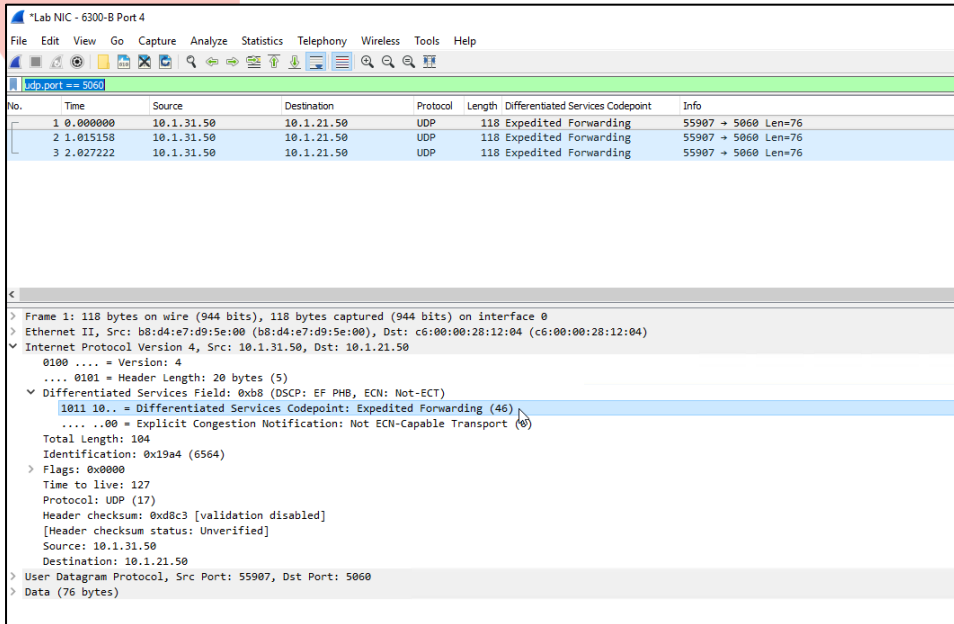 *Lab NIC - 6300-B Port 4
File Edit View Go Capture Analyze Statistics Telephony Wireless Tools Help
udp.port == 5060
No. Time Source Destination Protocol Length Differentiated Services Codepoint Info
1 0.000000 10.1.31.50 10.1.21.50 UDP 118 Expedited Forwarding 55907 → 5060 Len=76
2 1.015158 10.1.31.50 10.1.21.50 UDP 118 Expedited Forwarding 55907 → 5060 Len=76
3 2.027222 10.1.31.50 10.1.21.50 UDP 118 Expedited Forwarding 55907 → 5060 Len=76
Frame 1: 118 bytes on wire (944 bits), 118 bytes captured (944 bits) on interface 0
Ethernet II, Src: b8:d4:e7:d9:5e:00 (b8:d4:e7:d9:5e:00), Dst: c6:00:00:28:12:04 (c6:00:00:28:12:04)
Internet Protocol Version 4, Src: 10.1.31.50, Dst: 10.1.21.50
0100 .... = Version: 4
.... 0101 = Header Length: 20 bytes (5)
Differentiated Services Field: 0xb8 (DSCP: EF PHB, ECN: Not-ECT)
1011 10.. = Differentiated Services Codepoint: Expedited Forwarding (46)
.... ..00 = Explicit Congestion Notification: Not ECN-Capable Transport (0)
Total Length: 104
Identification: 0x19a4 (6564)
Flags: 0x0000
Time to live: 127
Protocol: UDP (17)
Header checksum: 0xd8c3 [validation disabled]
[Header checksum status: Unverified]
Source: 10.1.31.50
Destination: 10.1.21.50
User Datagram Protocol, Src Port: 55907, Dst Port: 5060
Data (76 bytes)